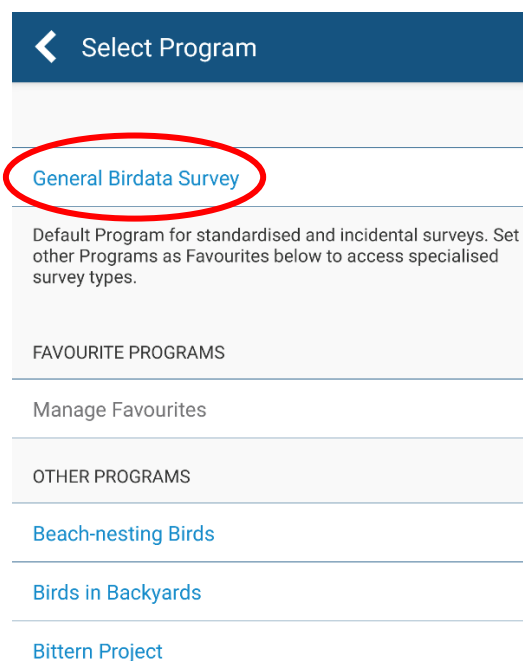 Select Program
General Birdata Survey
Default Program for standardised and incidental surveys. Set
other Programs as Favourites below to access specialised
survey types.
FAVOURITE PROGRAMS
Manage Favourites
OTHER PROGRAMS
Beach-nesting Birds
Birds in Backyards
Bittern Project